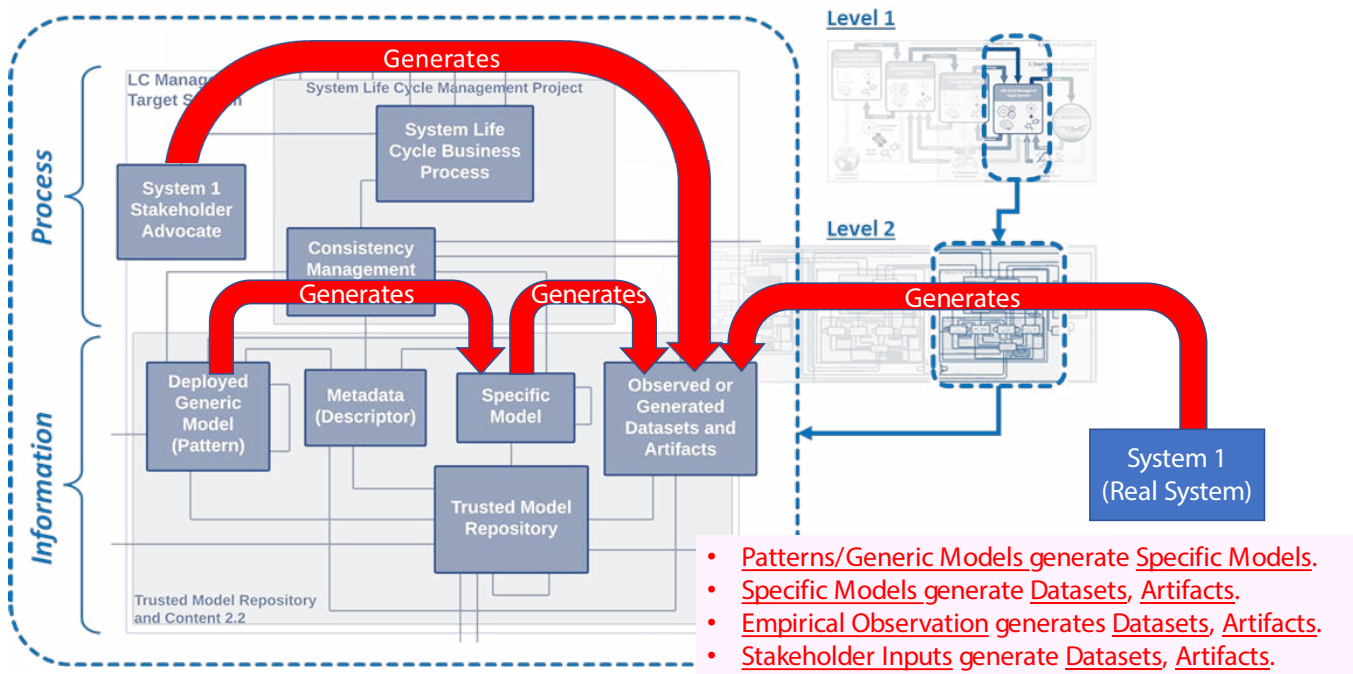 Level 1
Generates
LC Manag
Target S
m
System Life Cycle Management Project
System Life
Cycle Business
Process
Process
System 1
Stakeholder
Advocate
Level 2
Consistency
Management
Generates
Generates
Generates
Information
Deployed
Generic
Model
(Pattern)
Metadata
(Descriptor)
Specific
Model
Observed or
Generated
Datasets and
Artifacts
System 1
(Real System)
Trusted Model
Repository
Trusted Model Repository
and Content 2.2
• Patterns/Generic Models generate Specific Models.
• Specific Models generate Datasets, Artifacts.
• Empirical Observation generates Datasets, Artifacts.
• Stakeholder Inputs generate Datasets, Artifacts.